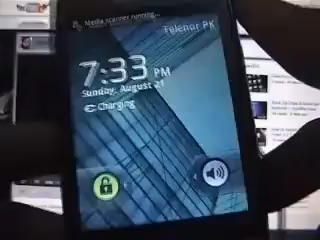 Media scanner running...
Telenor PK
7:33 PM
Sunday, August 21
Charging